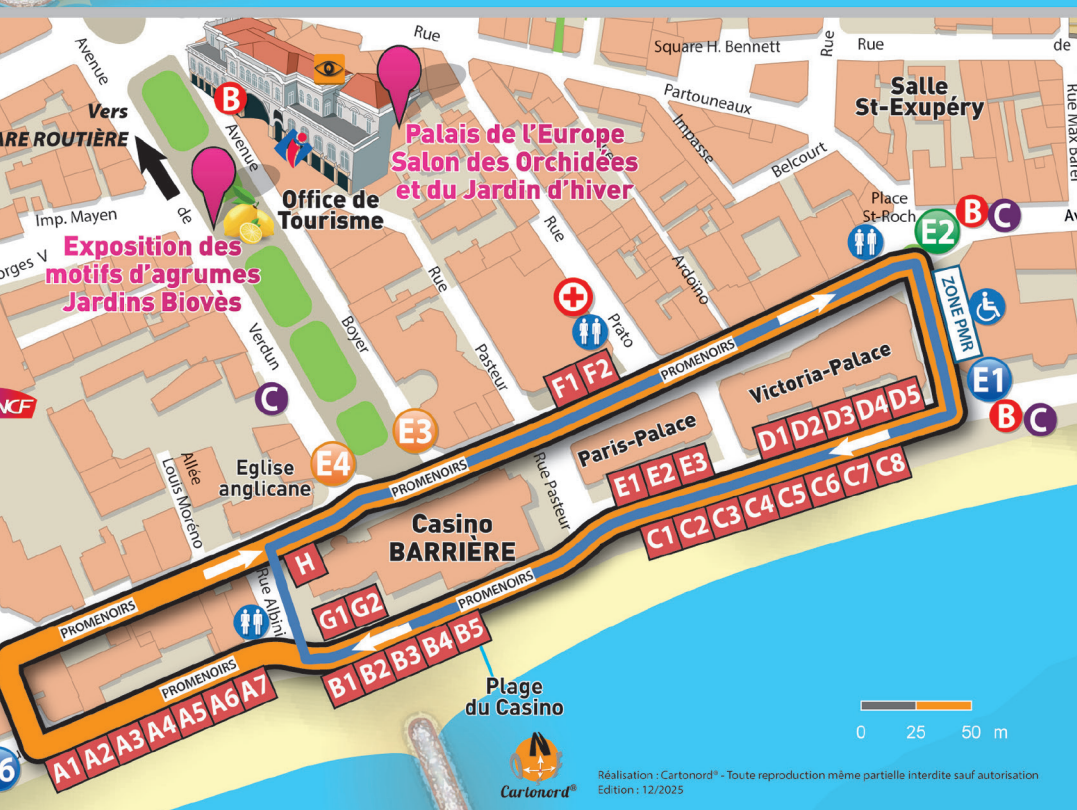 Avenue
Rue
Square H. Bennett
Rue
Rue
de
Vers
ARE ROUTIÈRE
B
Avenue
Partouneaux
Salle
St-Exupéry
Rue Max Barel
Palais de l'Europe
Salon des Orchidées
et du Jardin d'hiver
Impasse
Belcourt
Office de
Tourisme
Imp. Mayen
de
Place
St-Roch
E2
B
C
Av
orges V
Exposition des
motifs d'agrumes
Jardins Biovès
Rue
Rue
Ardoïno
ZONE PMR
Verdun
Boyer
Pasteur
Prato
PROMENOIRS
Victoria-Palace
E1
B
C
NCF
C
F1
F2
D1
D2
D3
D4
D5
E3
E4
PROMENOIRS
Paris-Palace
Allée
Louis Moréno
Eglise
anglicane
Rue Pasteur
E1
E2
E3
Casino
BARRIÈRE
C1
C2
C3
C4
C5
C6
C7
C8
H
Rue Albini
PROMENOIRS
PROMENOIRS
G1
G2
PROMENOIRS
B1
B2
B3
B4
B5
A1
A2
A3
A4
A5
A6
A7
Plage
du Casino
6
0 25 50 m
N
Cartonord®
Réalisation : Cartonord® - Toute reproduction même partielle interdite sauf autorisation
Edition : 12/2025